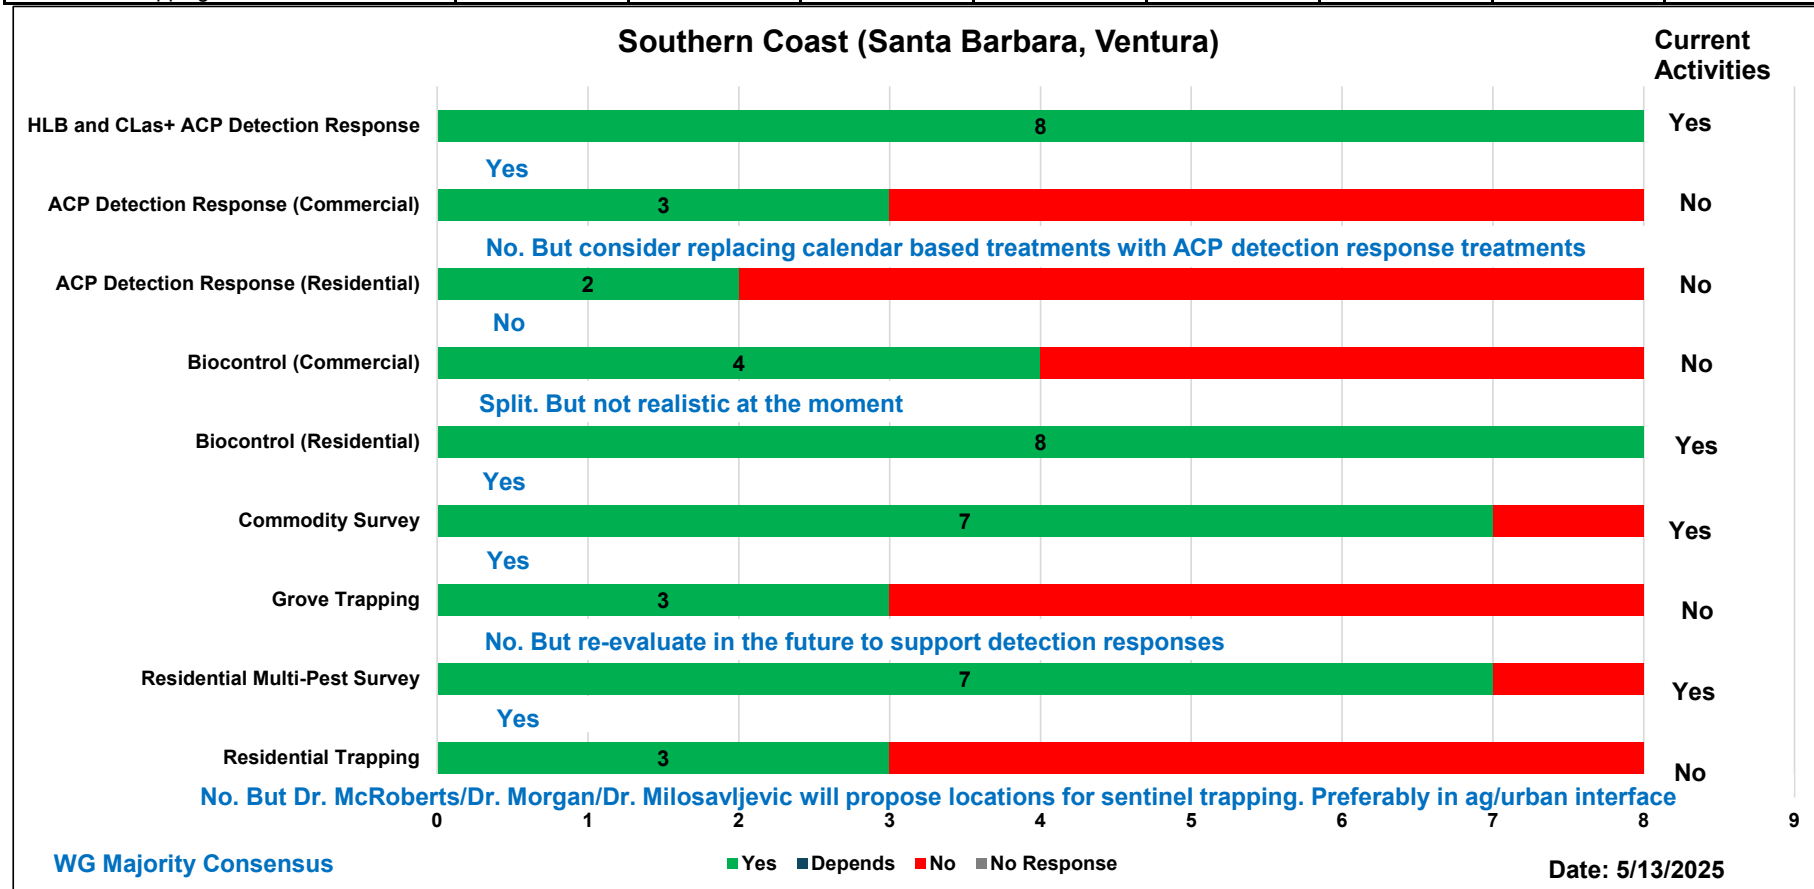 Southern Coast (Santa Barbara, Ventura)
Current
Activities
HLB and CLas+ ACP Detection Response
8
Yes
Yes
ACP Detection Response (Commercial)
3
No
No. But consider replacing calendar based treatments with ACP detection response treatments
ACP Detection Response (Residential)
2
No
No
Biocontrol (Commercial)
4
No
Split. But not realistic at the moment
Biocontrol (Residential)
8
Yes
Yes
Commodity Survey
7
Yes
Yes
Grove Trapping
3
No
No. But re-evaluate in the future to support detection responses
Residential Multi-Pest Survey
7
Yes
Yes
Residential Trapping
3
No
No. But Dr. McRoberts/Dr. Morgan/Dr. Milosavljevic will propose locations for sentinel trapping. Preferably in ag/urban interface
0 1 2 3 4 5 6 7 8 9
WG Majority Consensus
Yes Depends No No Response
Date: 5/13/2025